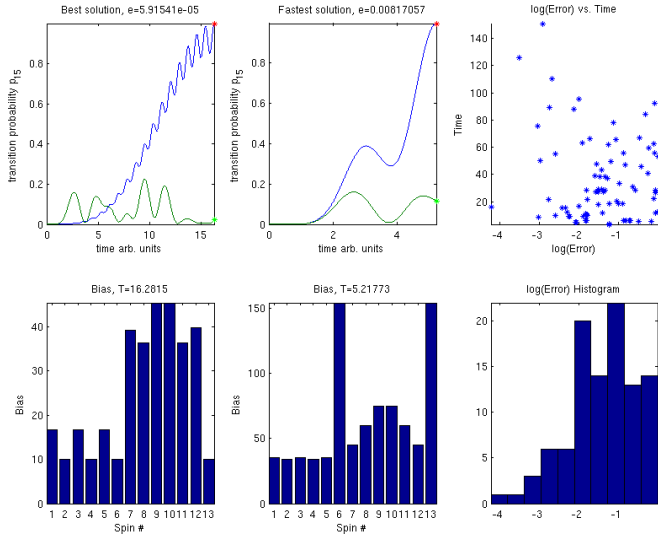 Best solution, e=5.91541e-05
Fastest solution, e=0.00817057
log(Error) vs. Time
transition probability p_{15}
0.8
0.6
0.4
0.2
0
0
5
10
15
time arb. units
transition probability p_{15}
0.8
0.6
0.4
0.2
0
0
2
4
time arb. units
Time
140
120
100
80
60
40
20
-4
-3
-2
-1
0
log(Error)
Bias, T=16.2815
Bias, T=5.21773
log(Error) Histogram
Bias
40
30
20
10
0
1 2 3 4 5 6 7 8 9 10 11 12 13
Spin #
Bias
150
100
50
0
1 2 3 4 5 6 7 8 9 10 11 12 13
Spin #
20
15
10
5
0
-4
-3
-2
-1